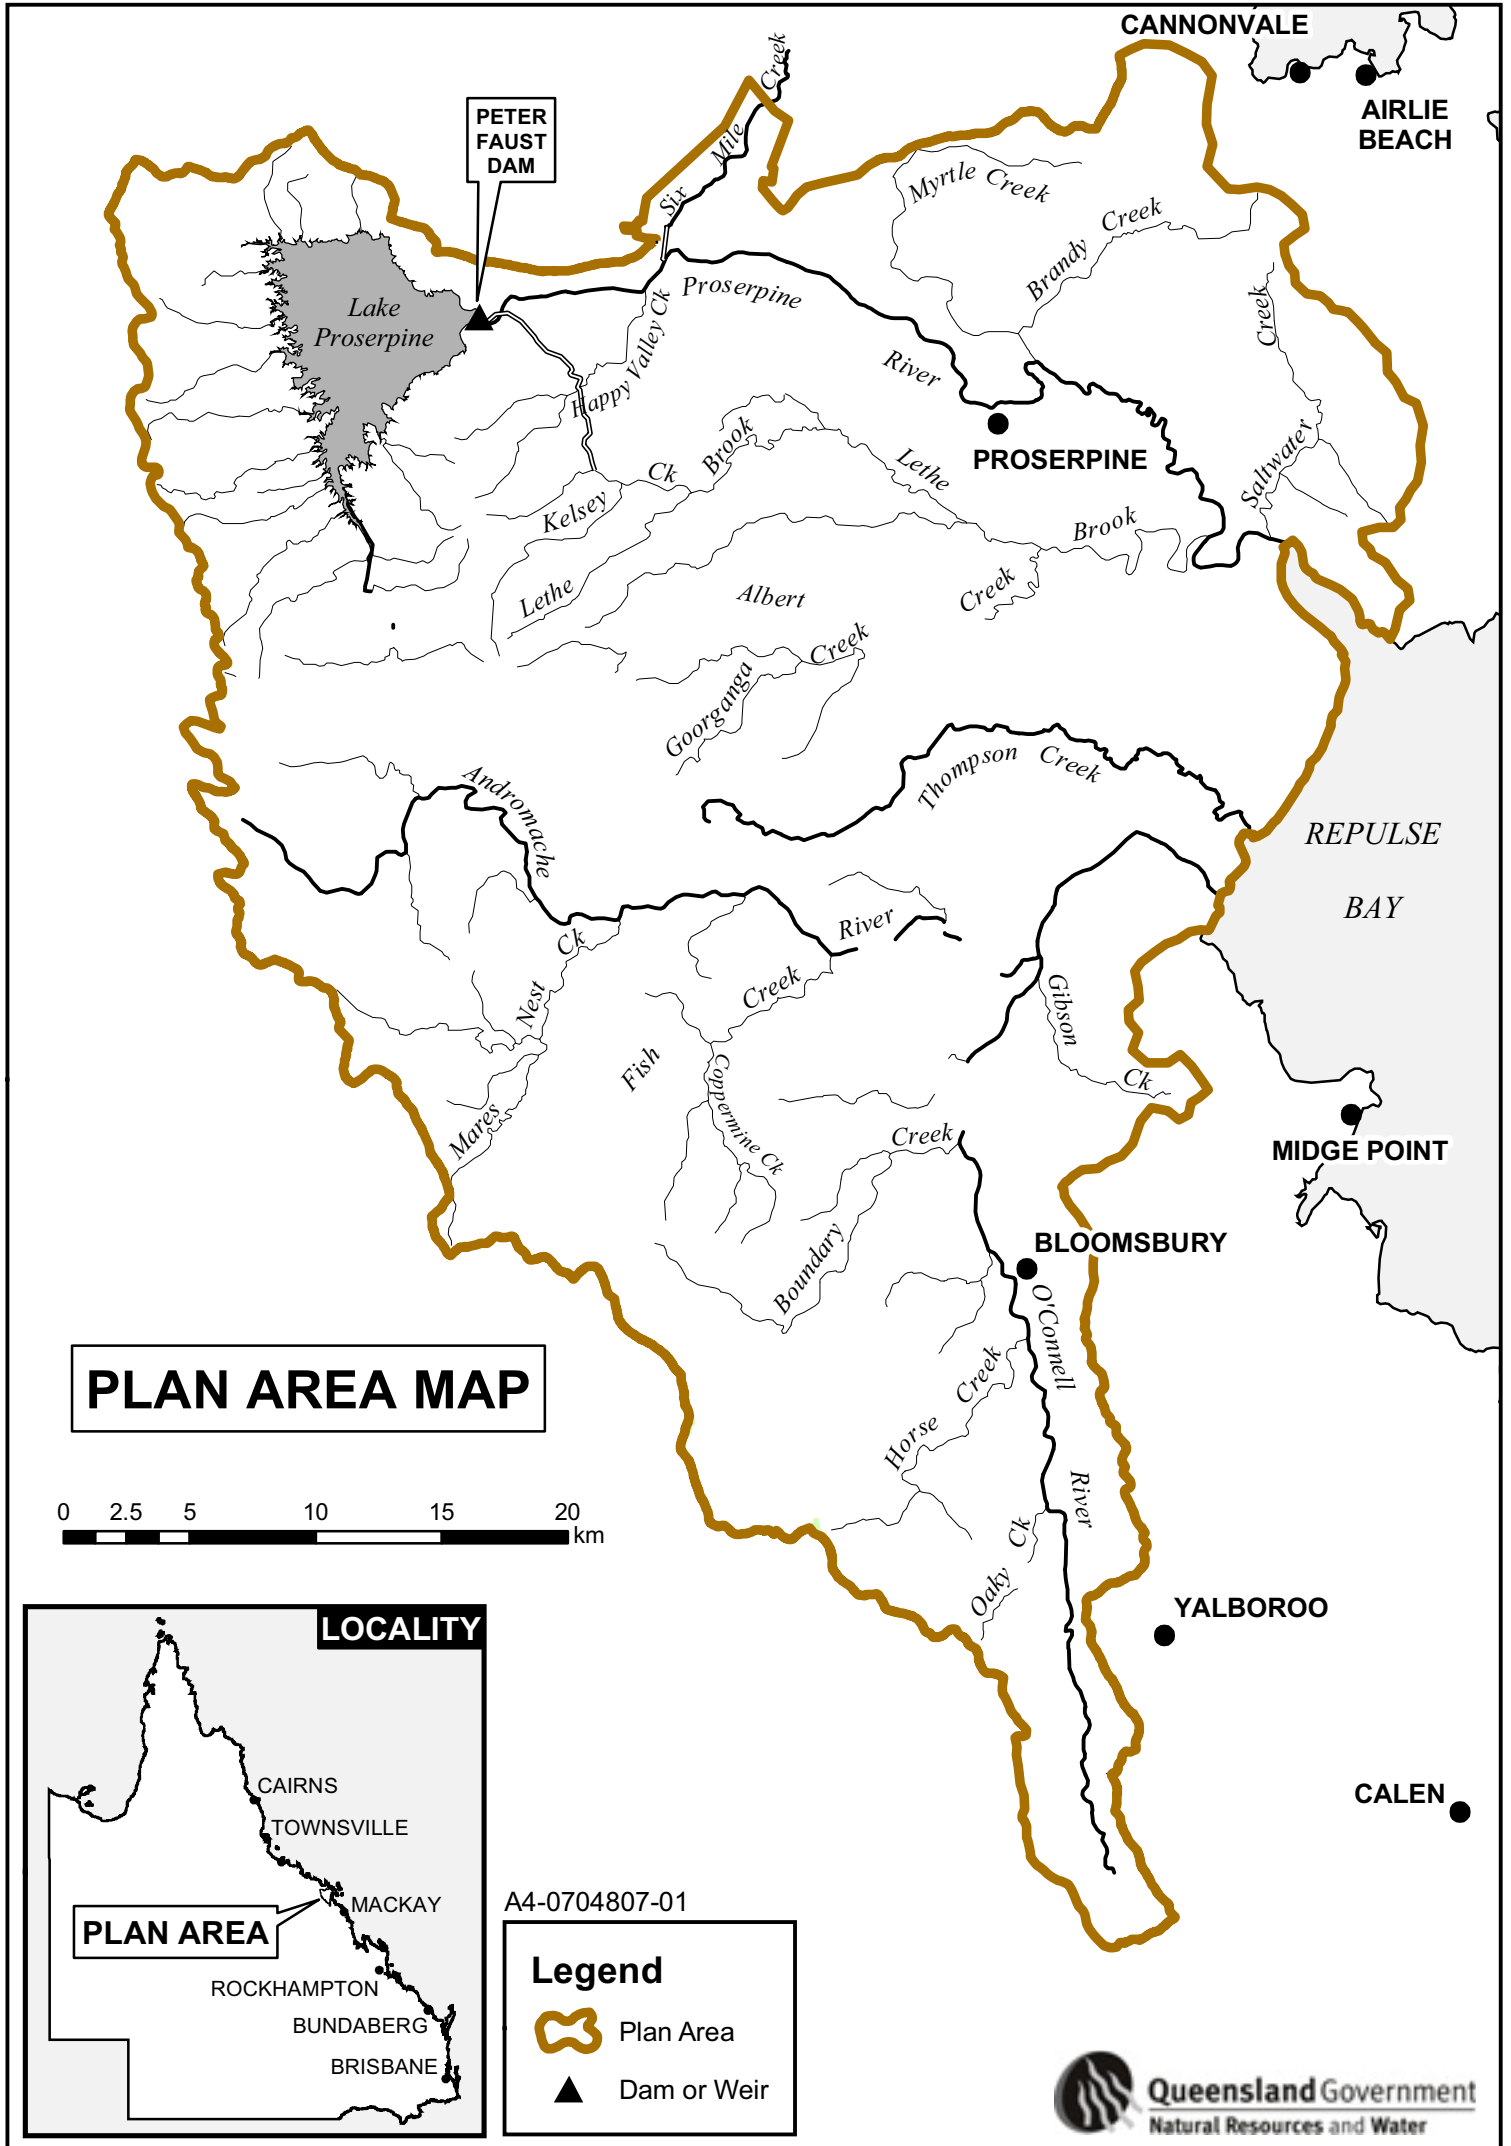 CANNONVALE
AIRLIE
BEACH
PETER
FAUST
DAM
Six Mile Creek
Myrtle Creek
Brandy Creek
Lake
Proserpine
Happy Valley Ck
Proserpine River
Saltwater Creek
PROSERPINE
Kelsey Ck
Lethe Brook
Lethe Brook
Albert Creek
Goorganga Creek
Thompson Creek
Andromache River
REPULSE
BAY
Mares Nest Ck
Fish Creek
Coppermine Ck
Gibson Ck
MIDGE POINT
Boundary Creek
BLOOMSBURY
O'Connell River
Horse Creek
Oaky Ck
YALBOROO
CALEN
PLAN AREA MAP
0 2.5 5 10 15 20
km
LOCALITY
CAIRNS
TOWNSVILLE
MACKAY
PLAN AREA
ROCKHAMPTON
BUNDABERG
BRISBANE
A4-0704807-01
Legend
Plan Area
Dam or Weir
Queensland Government
Natural Resources and Water